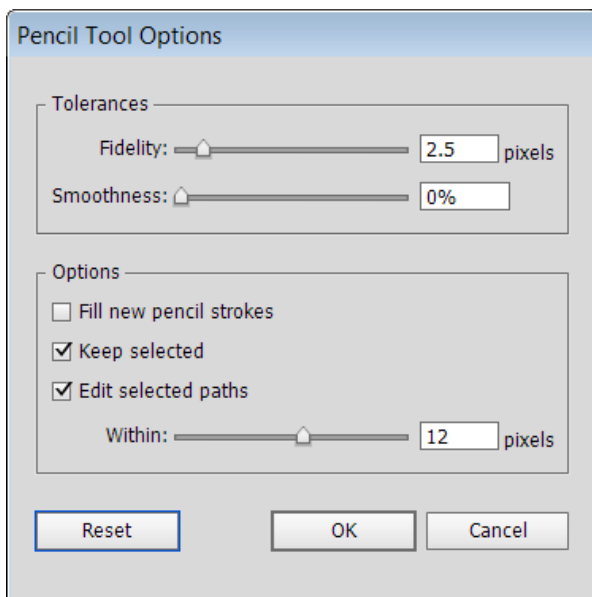 Pencil Tool Options
Tolerances
Fidelity: 2.5 pixels
Smoothness: 0%
Options
Fill new pencil strokes
Keep selected
Edit selected paths
Within: 12 pixels
Reset OK Cancel